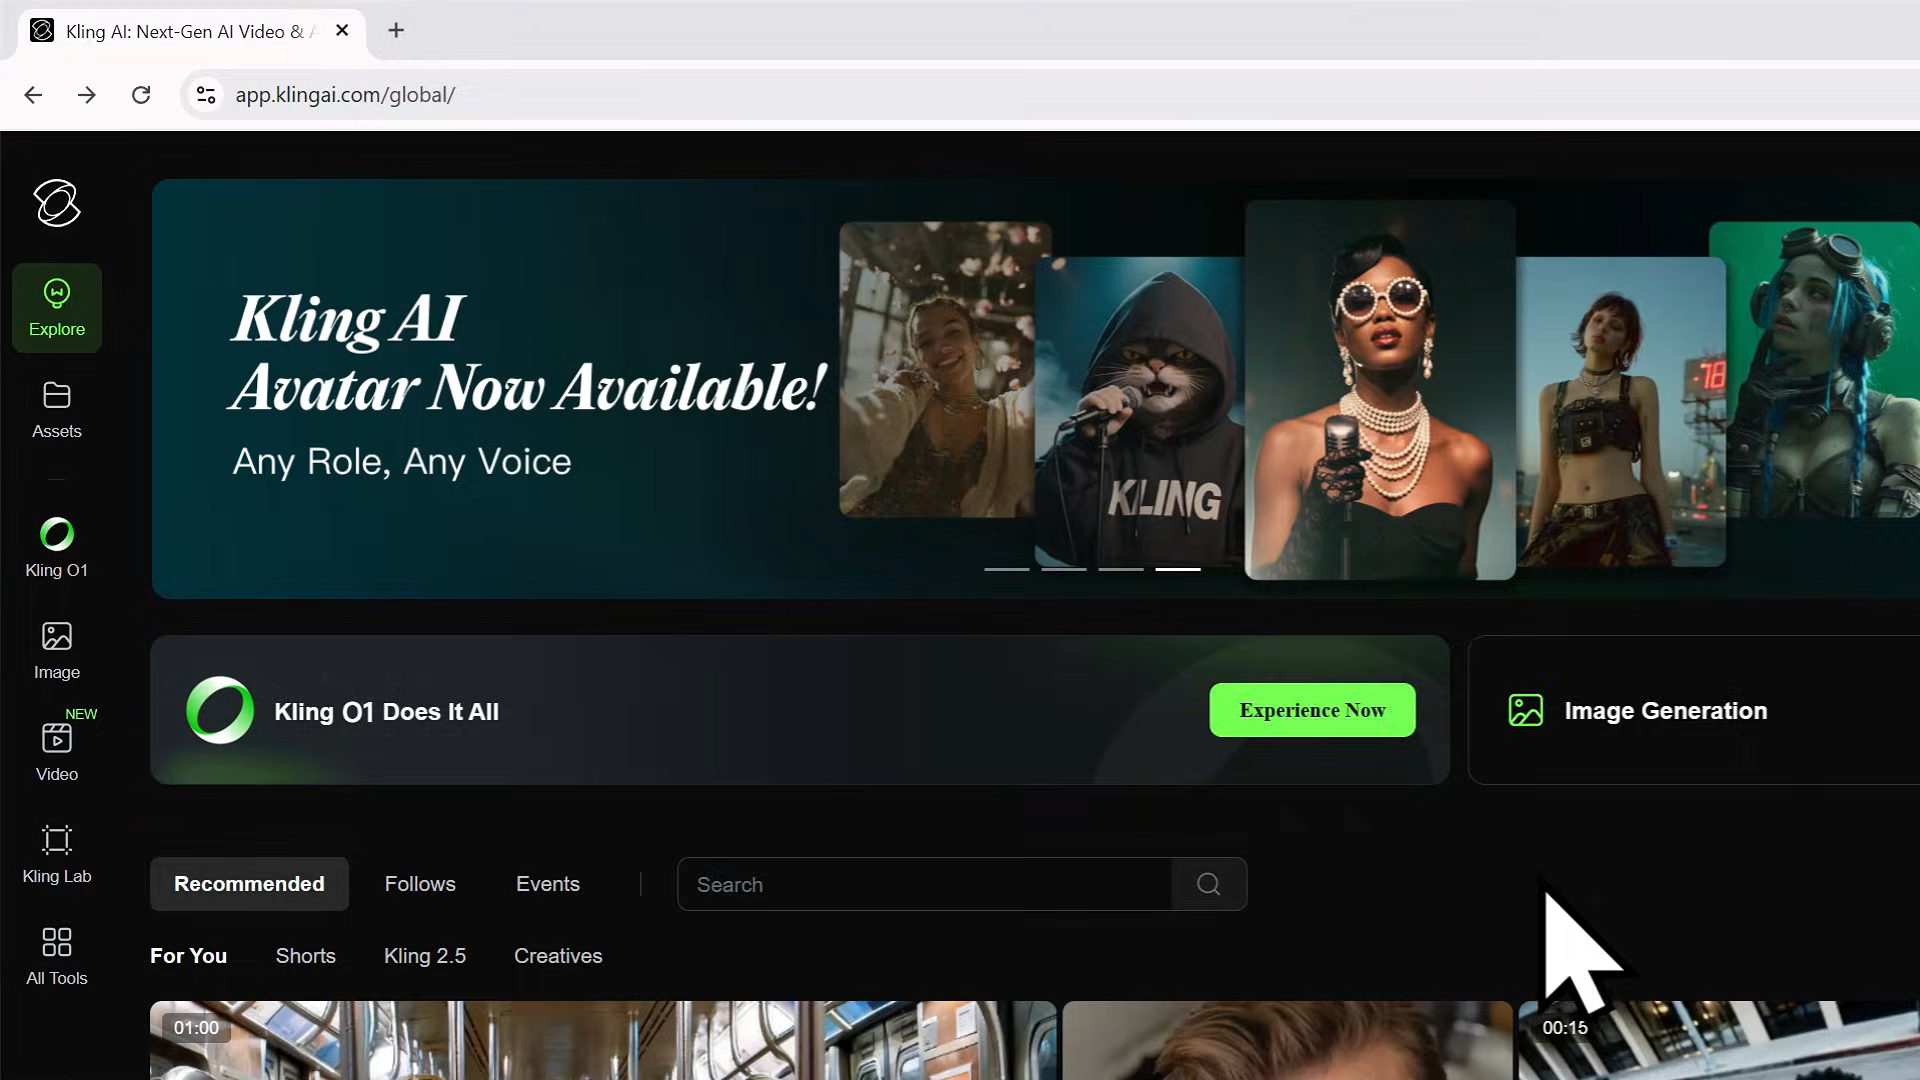 Kling AI: Next-Gen AI Video &
app.klingai.com/global/
Explore
Assets
Kling O1
Image
NEW
Video
Kling Lab
All Tools
Kling AI
Avatar Now Available!
Any Role, Any Voice
KLING
78
Kling O1 Does It All
Experience Now
Image Generation
Recommended
Follows
Events
Search
For You
Shorts
Kling 2.5
Creatives
01:00
00:15